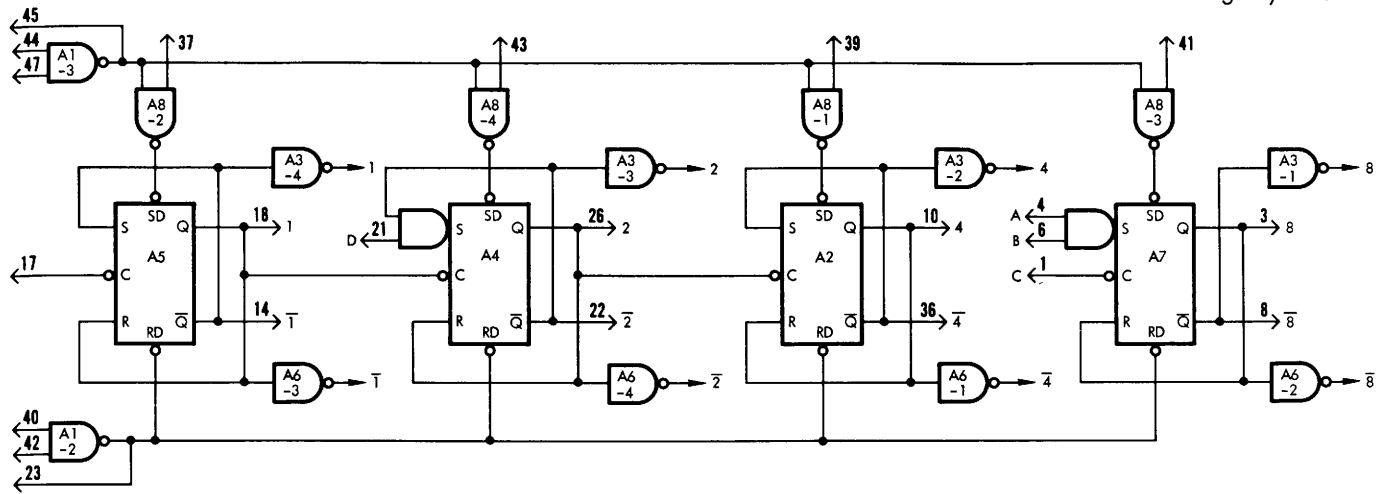 45
44
47
A1
-3
37
43
39
41
A8
-2
A8
-4
A8
-1
A8
-3
A3
-4
1
A3
-3
2
A3
-2
4
A3
-1
8
SD
S
Q
18
1
A5
17
C
R
RD
Q̅
14
1̅
A6
-3
1̅
D
21
SD
S
Q
26
2
A4
C
R
RD
Q̅
22
2̅
A6
-4
2̅
SD
S
Q
10
4
A2
C
R
RD
Q̅
36
4̅
A6
-1
4̅
A
4
B
6
C
1
SD
S
Q
3
8
A7
C
R
RD
Q̅
8
8̅
A6
-2
8̅
40
42
23
A1
-2